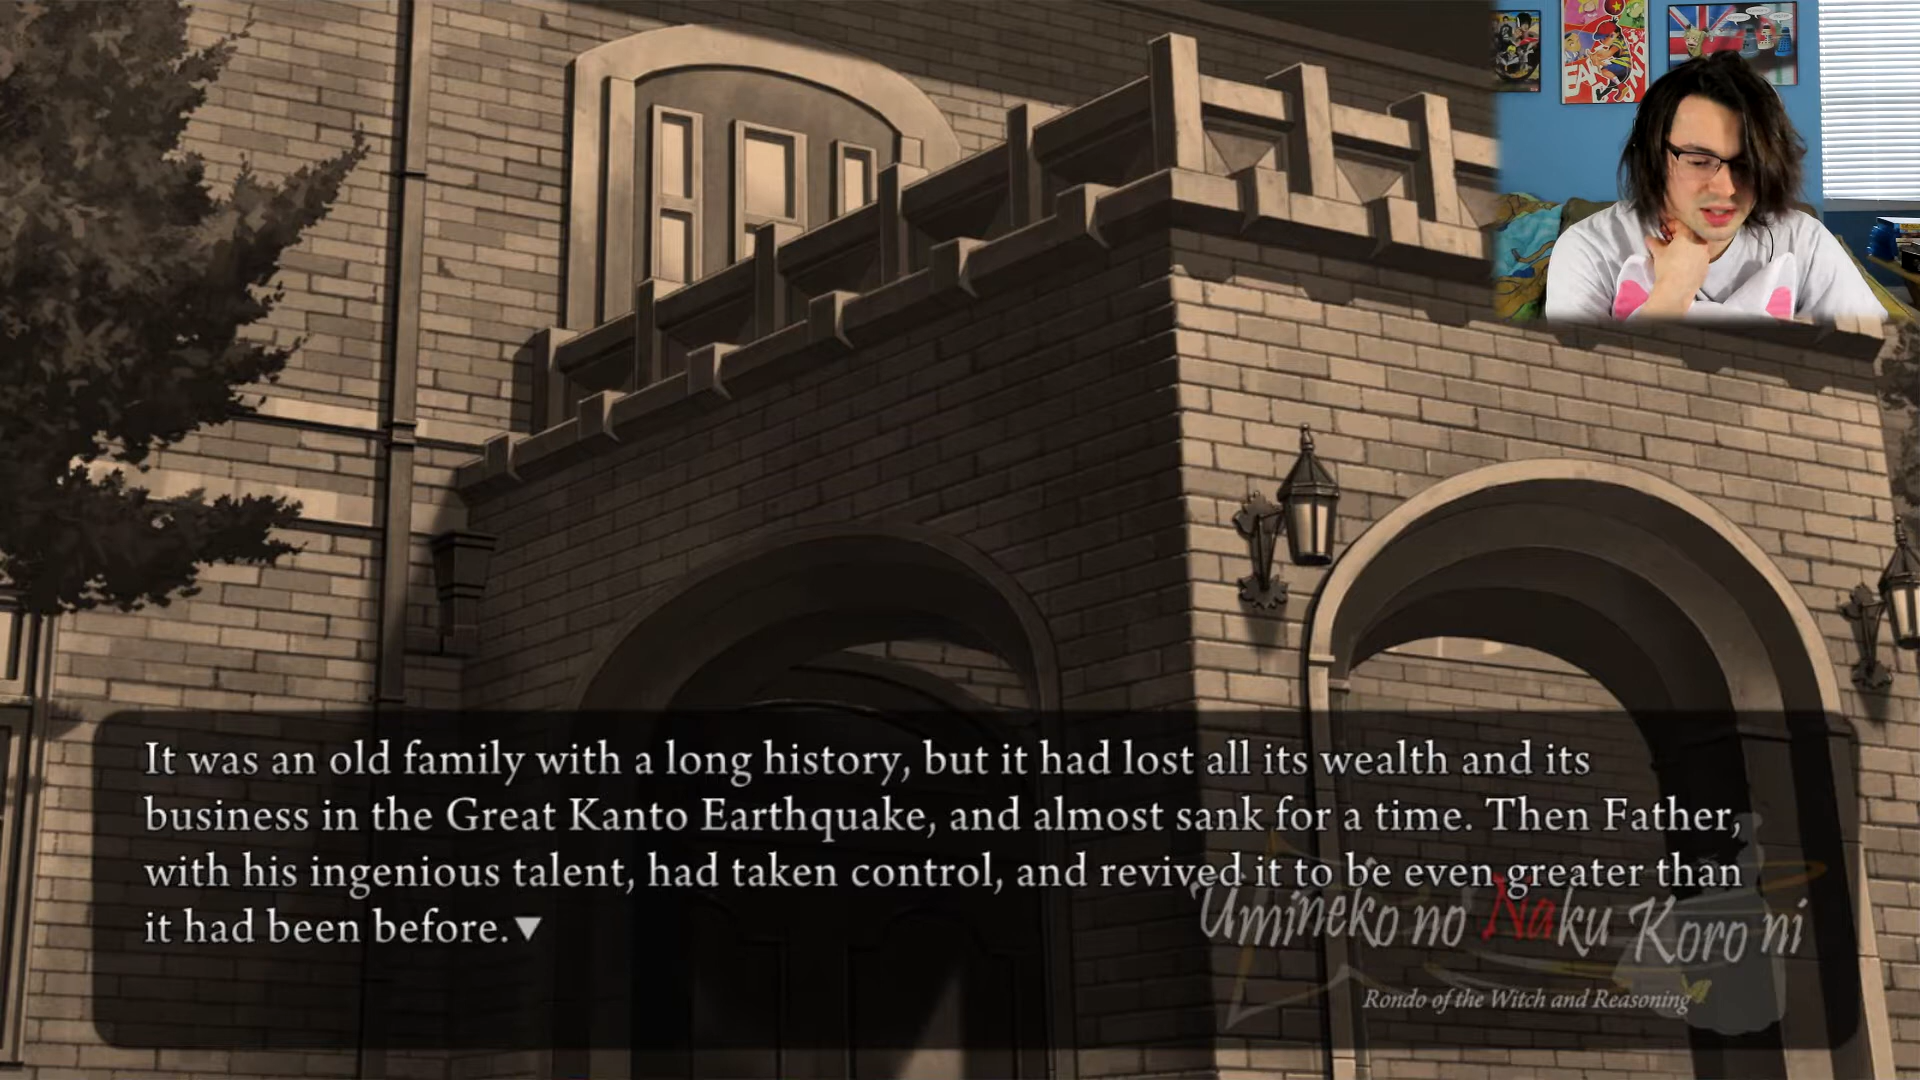 It was an old family with a long history, but it had lost all its wealth and its
business in the Great Kanto Earthquake, and almost sank for a time. Then Father,
with his ingenious talent, had taken control, and revived it to be even greater than
it had been before.▼
Umineko no Naku Koro ni
Rondo of the Witch and Reasoning